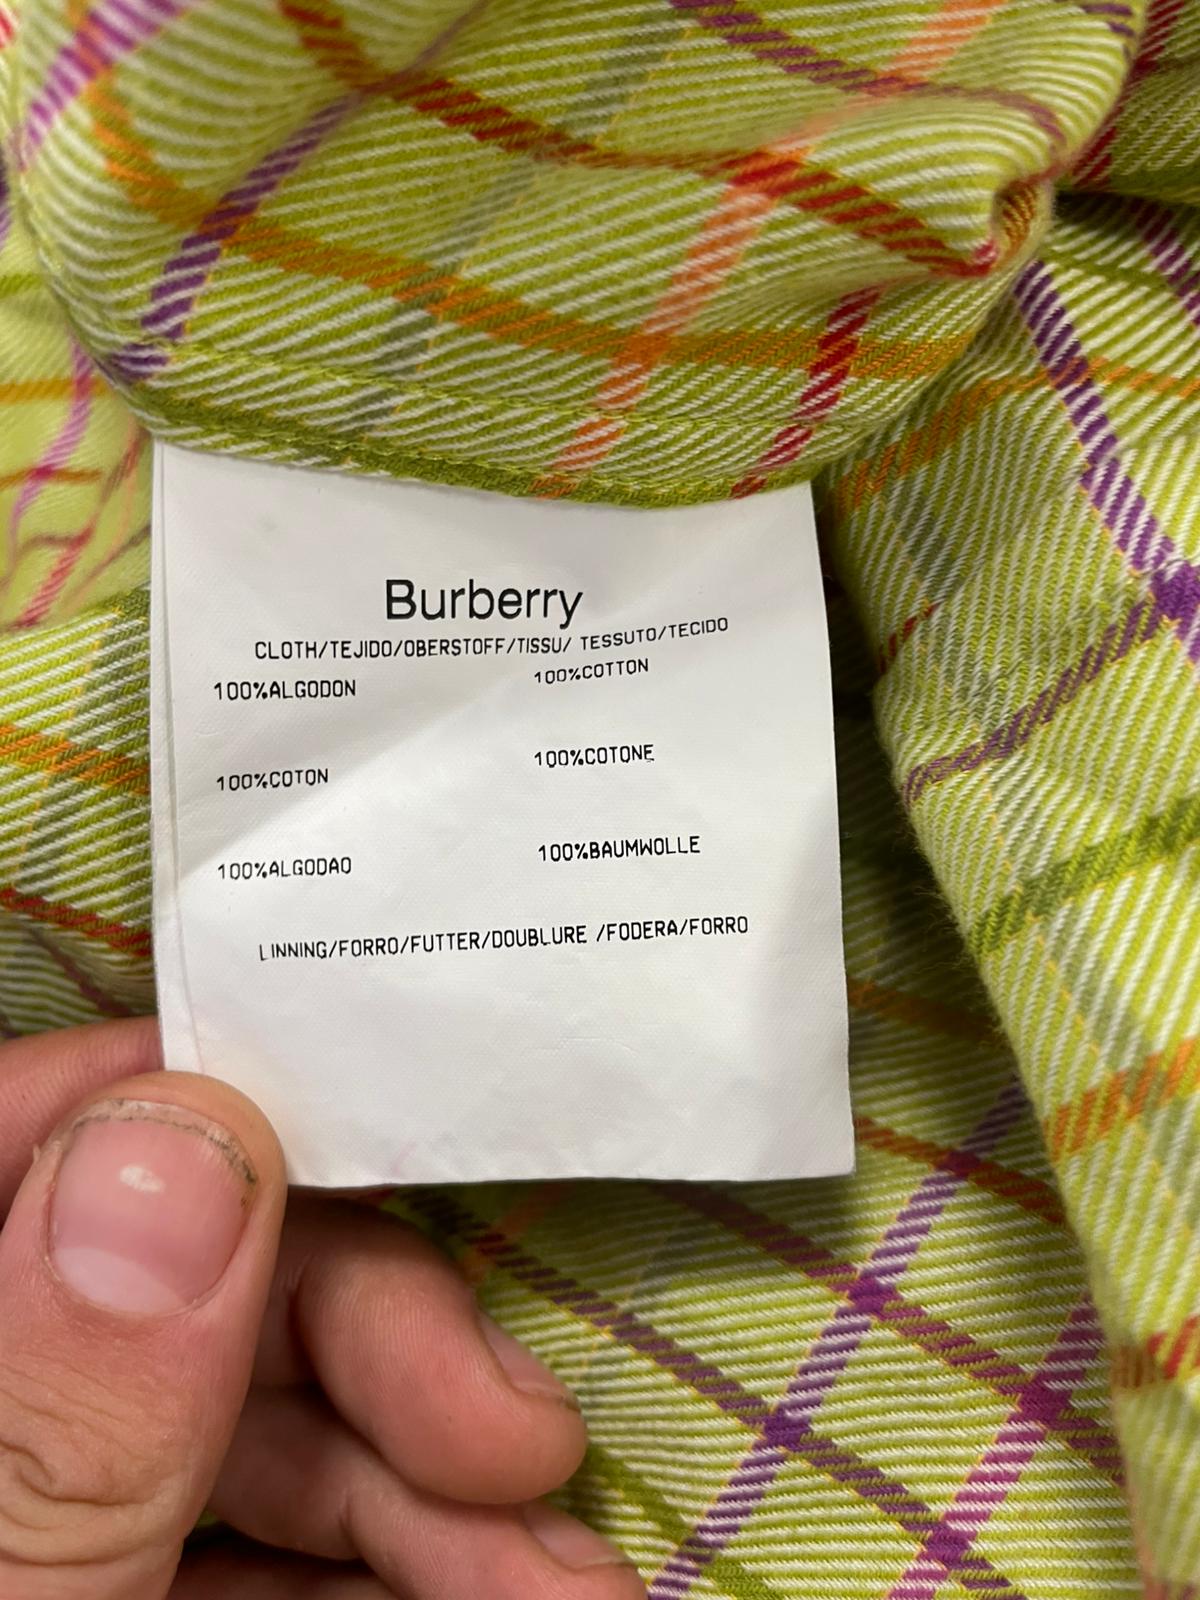 Burberry
CLOTH/TEJIDO/OBERSTOFF/TISSU/ TESSUTO/TECIDO
100%ALGODON 100%COTTON
100%COTON 100%COTONE
100%ALGODAO 100%BAUMWOLLE
LINNING/FORRO/FUTTER/DOUBLURE /FODERA/FORRO